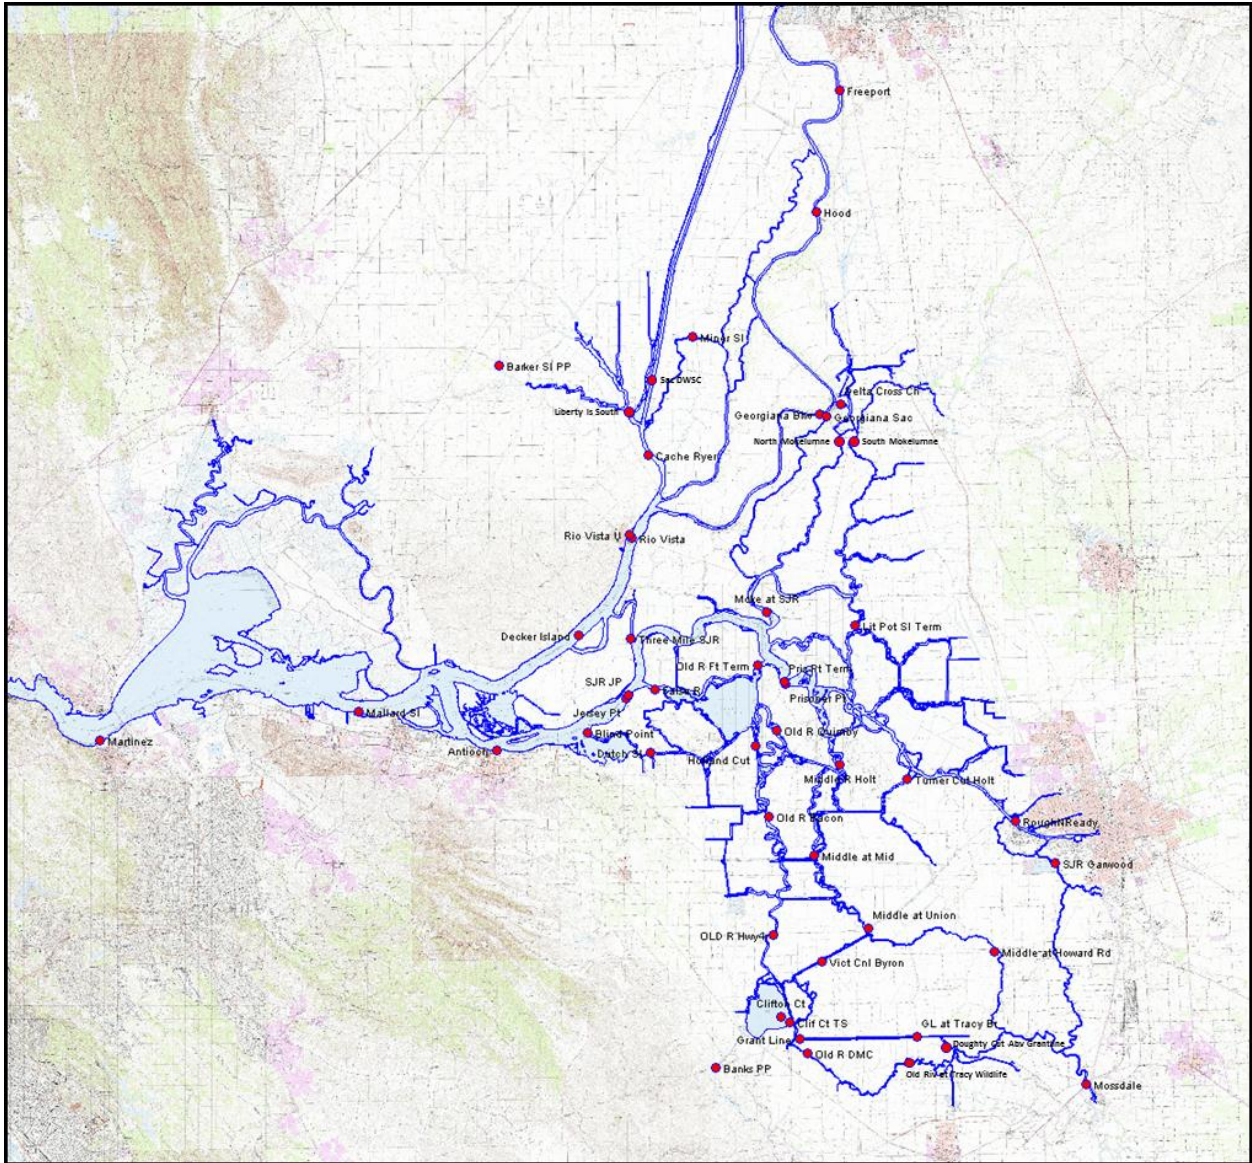 Freeport
Hood
Minor Sl
Barker Sl PP
Sac DWSC
Liberty Is South
Delta Cross Ch
Georgiana Blw
Georgiana Sac
North Mokelumne
South Mokelumne
Cache Ryer
Rio Vista U
Rio Vista
Moke at SJR
Lit Pot Sl Term
Decker Island
Three Mile SJR
Old R Ft Term
Pris Pt Term
SJR JP
False R
Prisoner Pt
Jersey Pt
Mallard Sl
Blind Point
Old R Quimby
Martinez
Antioch
Dutch Sl
Holland Cut
Middle R Holt
Turner Cut Holt
Old R Bacon
RoughNReady
Middle at Mid
SJR Garwood
Middle at Union
OLD R Hwy4
Middle at Howard Rd
Vict Cnl Byron
Clifton Ct
Clif Ct TS
GL at Tracy Br
Grant Line
Doughty Cut Abv Grantline
Old R DMC
Banks PP
Old Riv at Tracy Wildlife
Mossdale